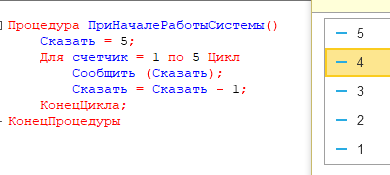 Процедура ПриНачалеРаботыСистемы()
Сказать = 5;
Для счетчик = 1 по 5 Цикл
Сообщить (Сказать);
Сказать = Сказать - 1;
КонецЦикла;
КонецПроцедуры
5
4
3
2
1